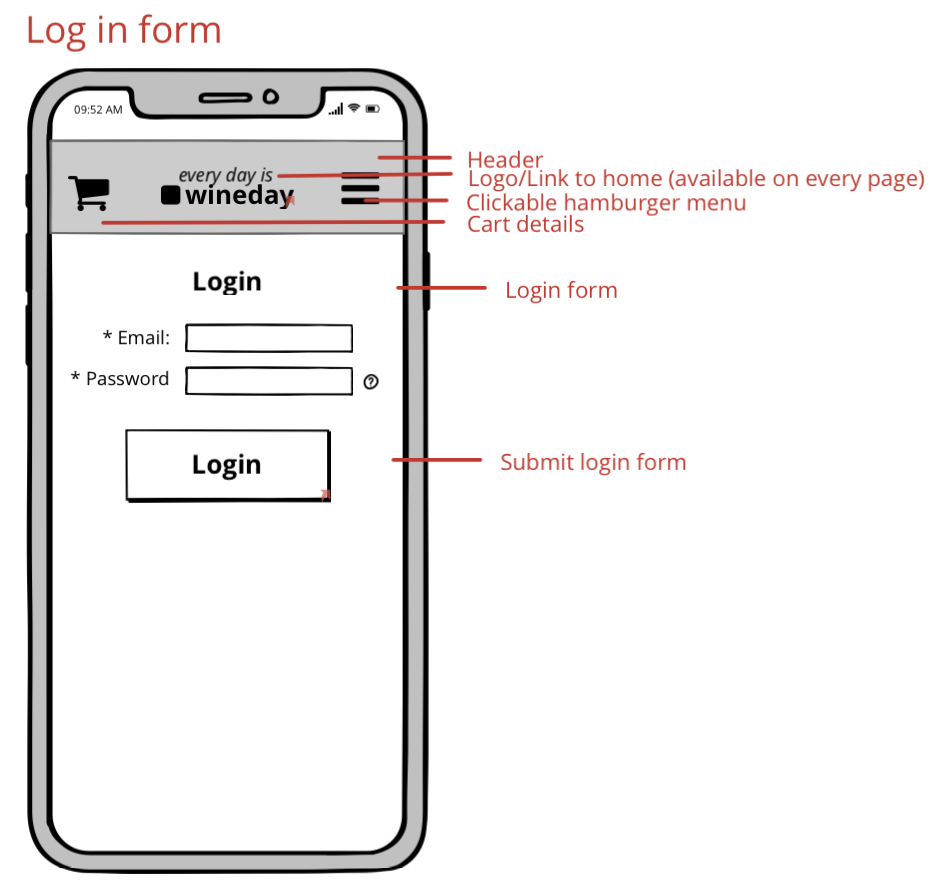 Log in form
09:52 AM
Header
every day is
Logo/Link to home (available on every page)
wineday
Clickable hamburger menu
Cart details
Login
Login form
* Email:
* Password
?
Login
Submit login form